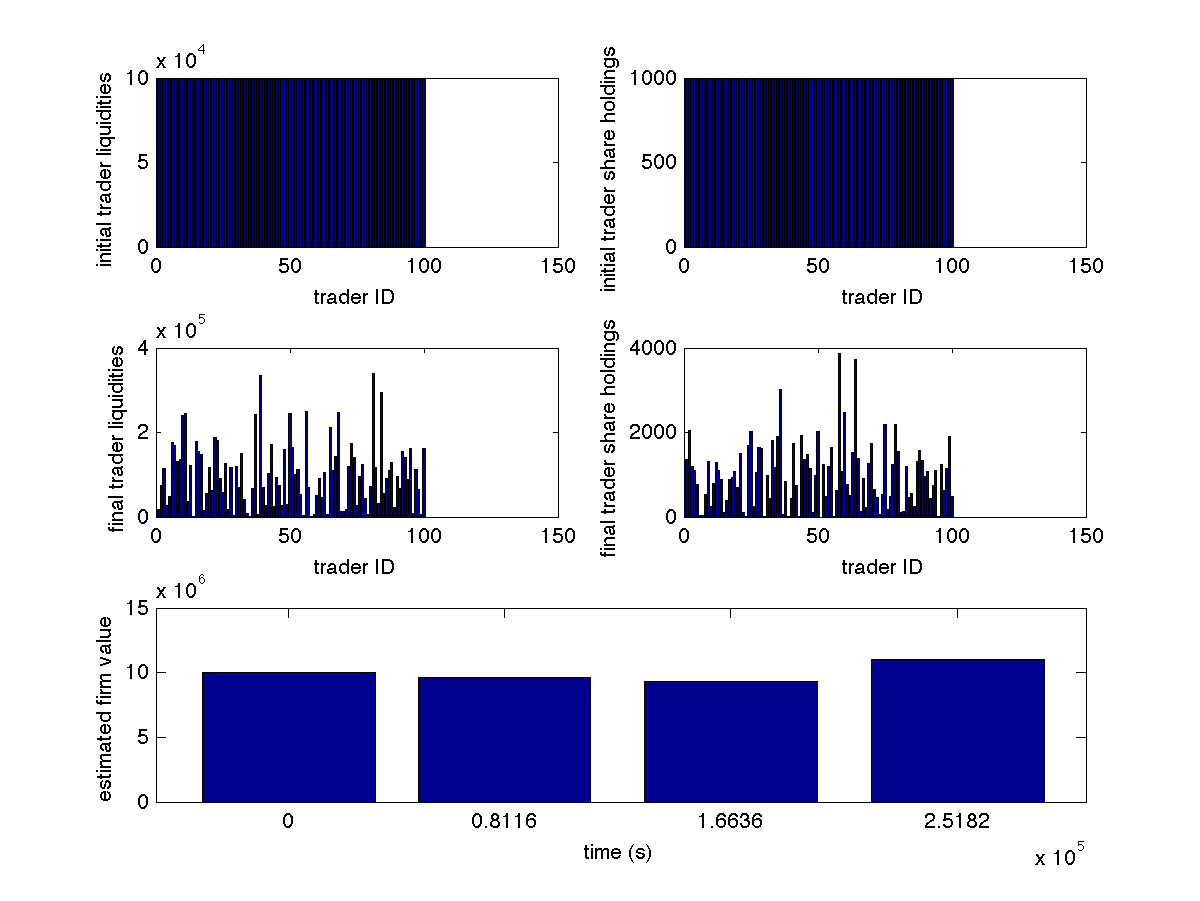 x 10^4
10
5
0
initial trader liquidities
0 50 100 150
trader ID
1000
500
0
initial trader share holdings
0 50 100 150
trader ID
x 10^5
4
2
0
final trader liquidities
0 50 100 150
trader ID
4000
2000
0
final trader share holdings
0 50 100 150
trader ID
x 10^6
15
10
5
0
estimated firm value
0 0.8116 1.6636 2.5182
time (s)
x 10^5